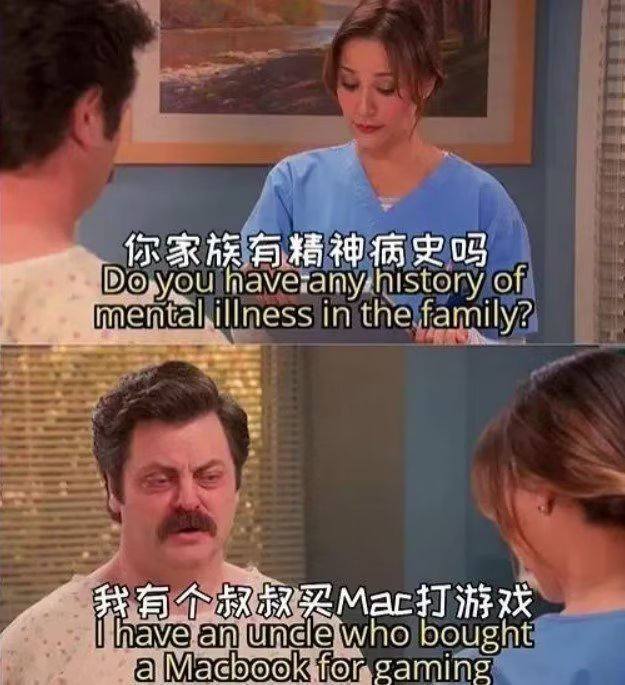 你家族有精神病史吗
Do you have any history of
mental illness in the family?
我有个叔叔买Mac打游戏
I have an uncle who bought
a Macbook for gaming